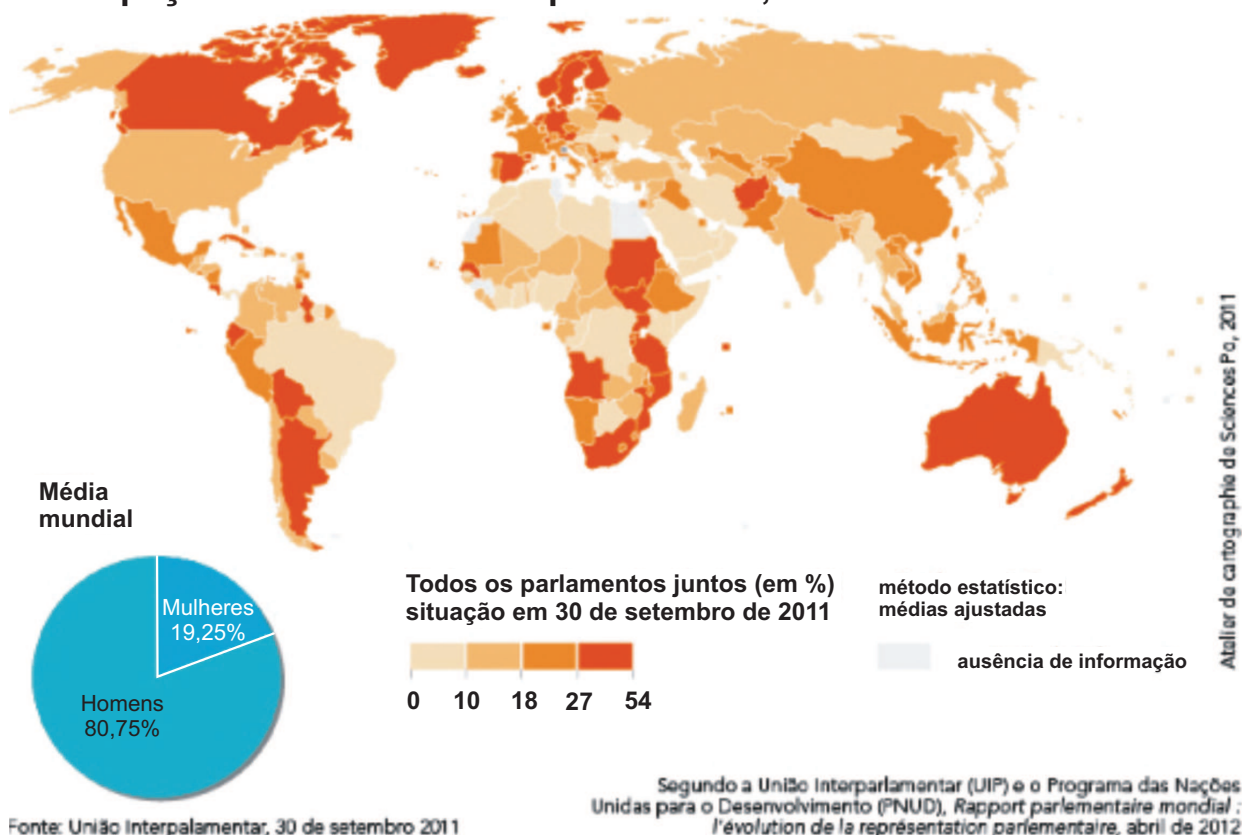 Média
mundial
Mulheres
19,25%
Homens
80,75%
Todos os parlamentos juntos (em %)
situação em 30 de setembro de 2011
0 10 18 27 54
método estatístico:
médias ajustadas
ausência de informação
Atelier de cartographie de Sciences Po, 2011
Segundo a União Interparlamentar (UIP) e o Programa das Nações
Unidas para o Desenvolvimento (PNUD), Rapport parlementaire mondial :
l'évolution de la représentation parlementaire, abril de 2012
Fonte: União Interpalamentar, 30 de setembro 2011